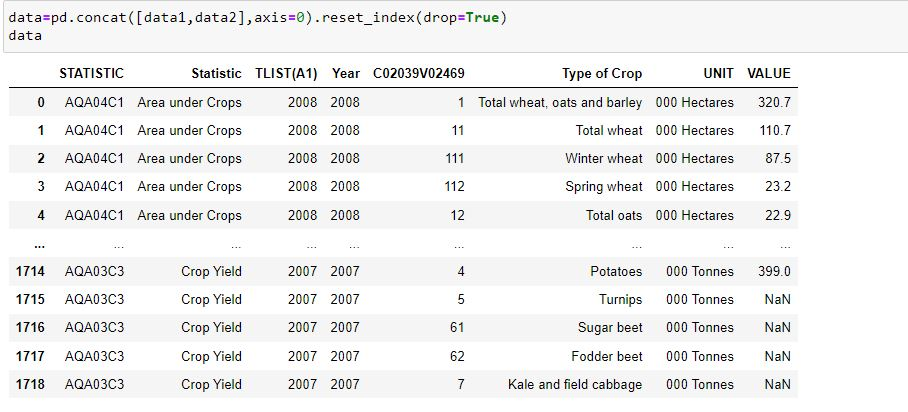 data=pd.concat([data1,data2],axis=0).reset_index(drop=True)
data
STATISTIC Statistic TLIST(A1) Year C02039V02469 Type of Crop UNIT VALUE
0 AQA04C1 Area under Crops 2008 2008 1 Total wheat, oats and barley 000 Hectares 320.7
1 AQA04C1 Area under Crops 2008 2008 11 Total wheat 000 Hectares 110.7
2 AQA04C1 Area under Crops 2008 2008 111 Winter wheat 000 Hectares 87.5
3 AQA04C1 Area under Crops 2008 2008 112 Spring wheat 000 Hectares 23.2
4 AQA04C1 Area under Crops 2008 2008 12 Total oats 000 Hectares 22.9
... ... ... ... ... ... ... ... ...
1714 AQA03C3 Crop Yield 2007 2007 4 Potatoes 000 Tonnes 399.0
1715 AQA03C3 Crop Yield 2007 2007 5 Turnips 000 Tonnes NaN
1716 AQA03C3 Crop Yield 2007 2007 61 Sugar beet 000 Tonnes NaN
1717 AQA03C3 Crop Yield 2007 2007 62 Fodder beet 000 Tonnes NaN
1718 AQA03C3 Crop Yield 2007 2007 7 Kale and field cabbage 000 Tonnes NaN